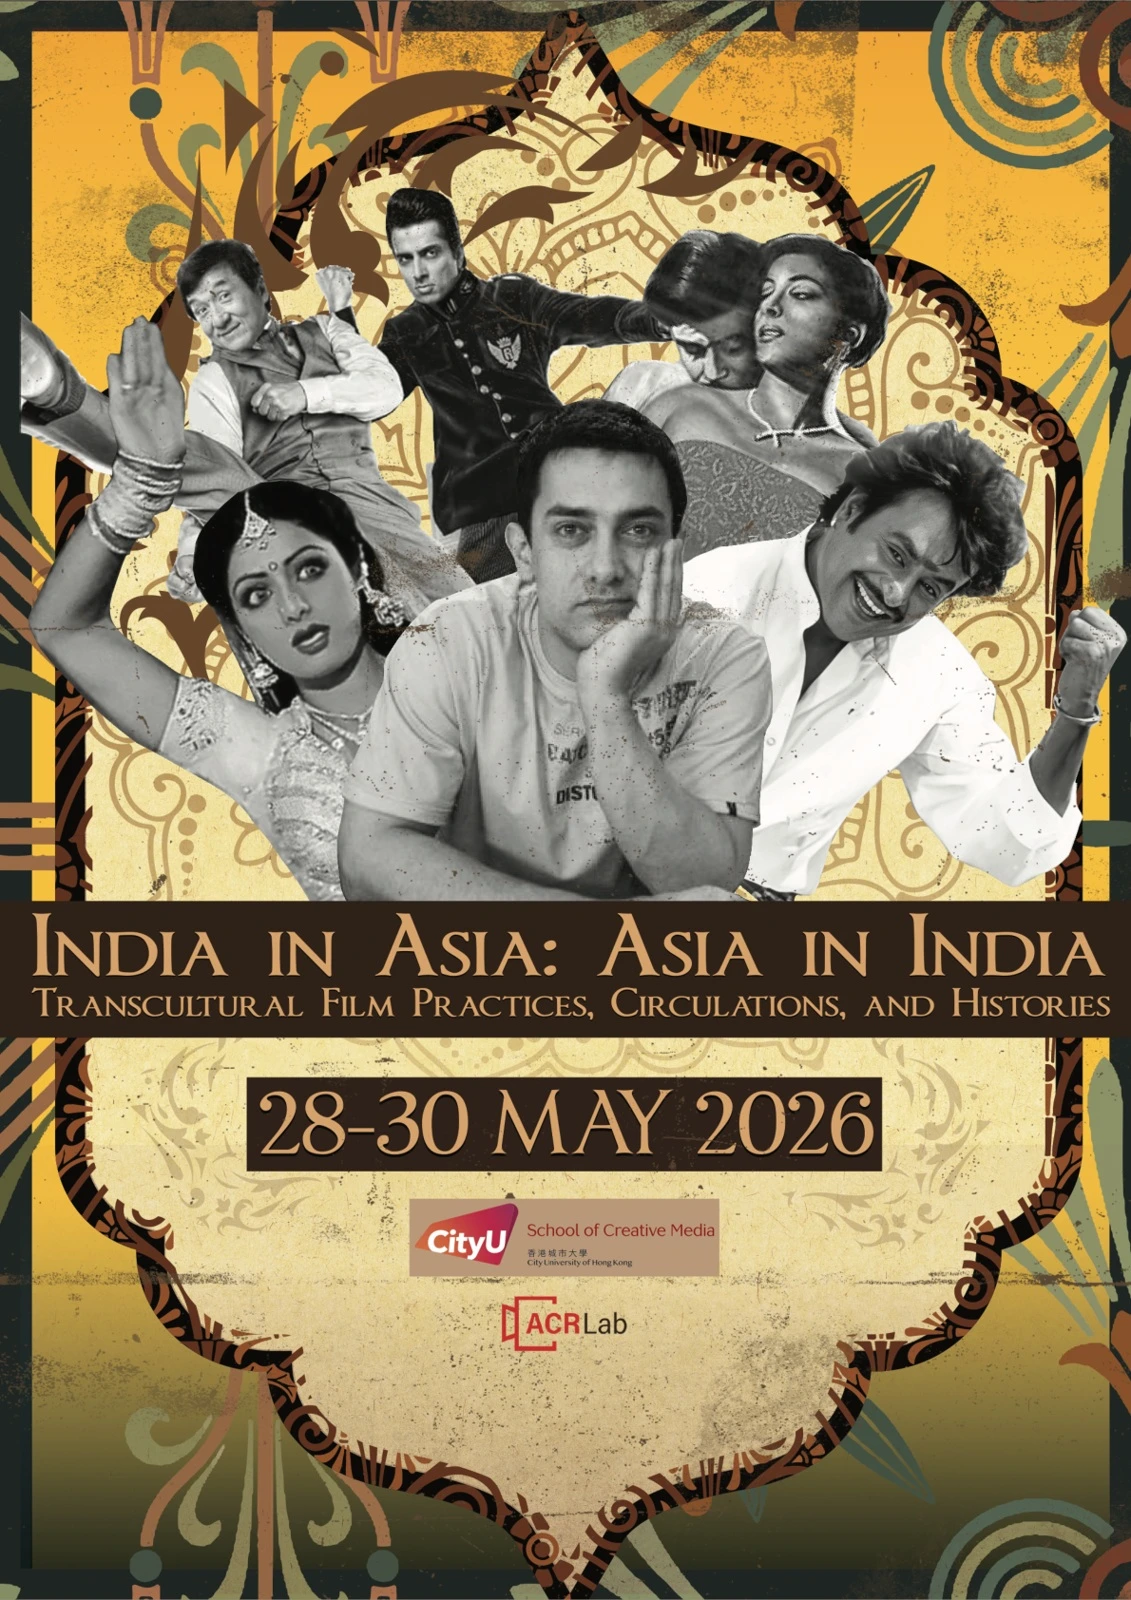 INDIA IN ASIA: ASIA IN INDIA
TRANSCULTURAL FILM PRACTICES, CIRCULATIONS, AND HISTORIES
28-30 MAY 2026
CityU
School of Creative Media
香港城市大學
City University of Hong Kong
ACRLab